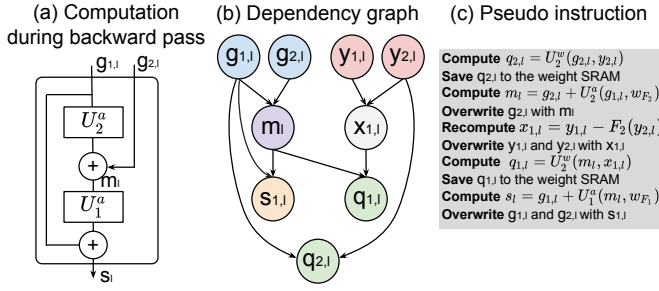 (a) Computation
during backward pass
g₁,ₗ
g₂,ₗ
U₂ᵃ
+
mₗ
U₁ᵃ
+
sₗ
(b) Dependency graph
g₁,ₗ
g₂,ₗ
y₁,ₗ
y₂,ₗ
mₗ
x₁,ₗ
s₁,ₗ
q₁,ₗ
q₂,ₗ
(c) Pseudo instruction
Compute q₂,ₗ = U₂ʷ(g₂,ₗ, y₂,ₗ)
Save q₂,ₗ to the weight SRAM
Compute mₗ = g₂,ₗ + U₂ᵃ(g₁,ₗ, w_F₂)
Overwrite g₂,ₗ with mₗ
Recompute x₁,ₗ = y₁,ₗ − F₂(y₂,ₗ)
Overwrite y₁,ₗ and y₂,ₗ with x₁,ₗ
Compute q₁,ₗ = U₂ʷ(mₗ, x₁,ₗ)
Save q₁,ₗ to the weight SRAM
Compute sₗ = g₁,ₗ + U₁ᵃ(mₗ, w_F₁)
Overwrite g₁,ₗ and g₂,ₗ with s₁,ₗ